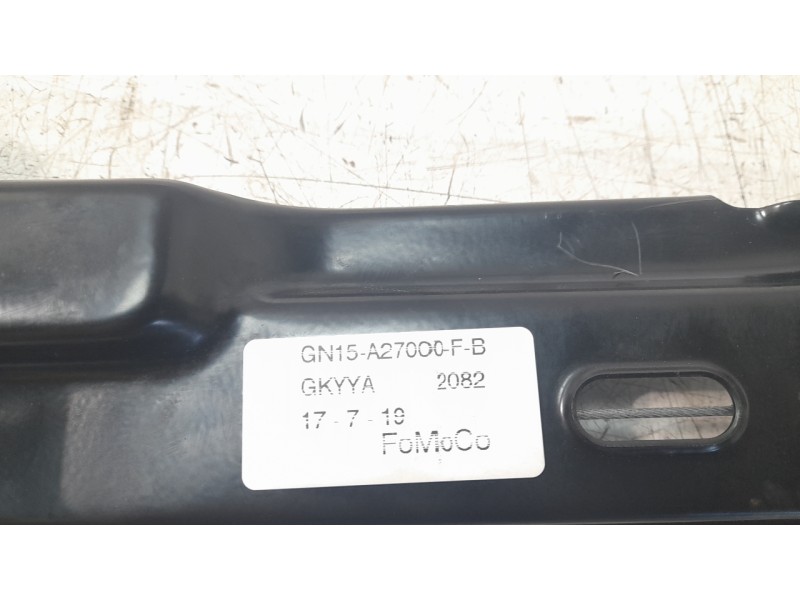 GN15-A27000-F-B
GKYYA 2082
17-7-19
FoMoCo